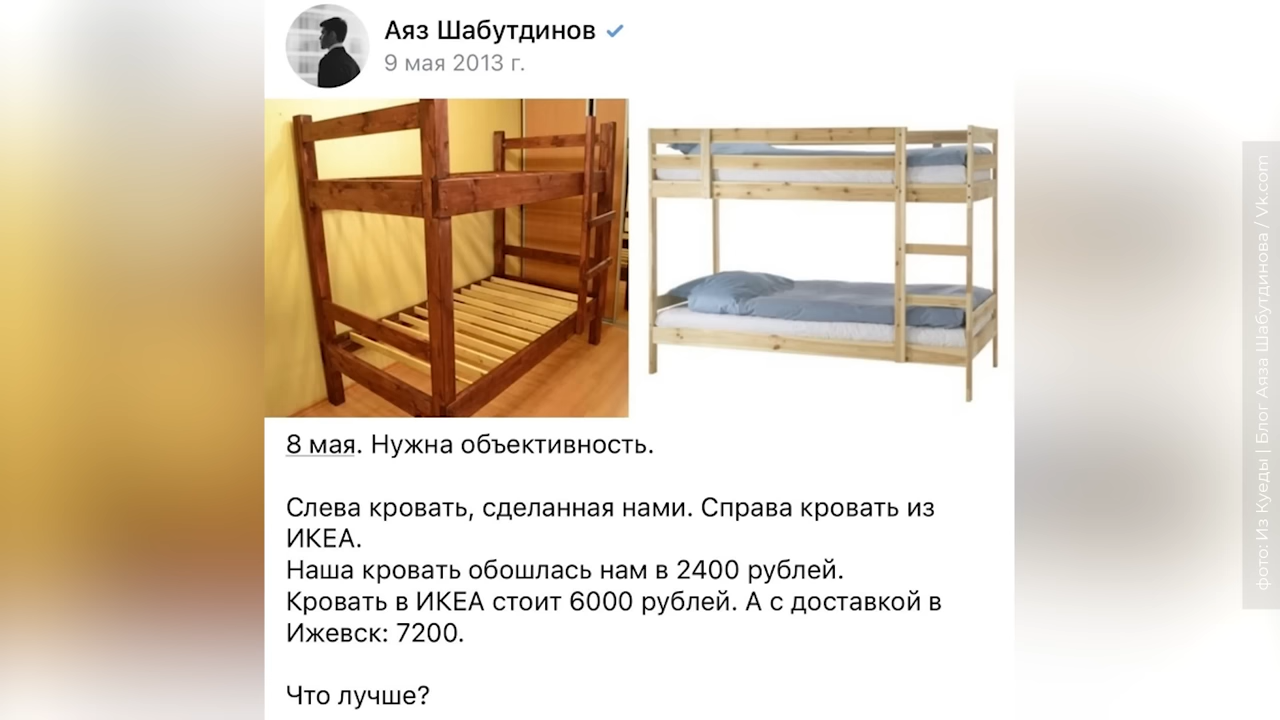 Аяз Шабутдинов
9 мая 2013 г.
8 мая. Нужна объективность.
Слева кровать, сделанная нами. Справа кровать из
ИКЕА.
Наша кровать обошлась нам в 2400 рублей.
Кровать в ИКЕА стоит 6000 рублей. А с доставкой в
Ижевск: 7200.
Что лучше?
фото: Из Куеды | Блог Аяза Шабутдинова / Vk.com